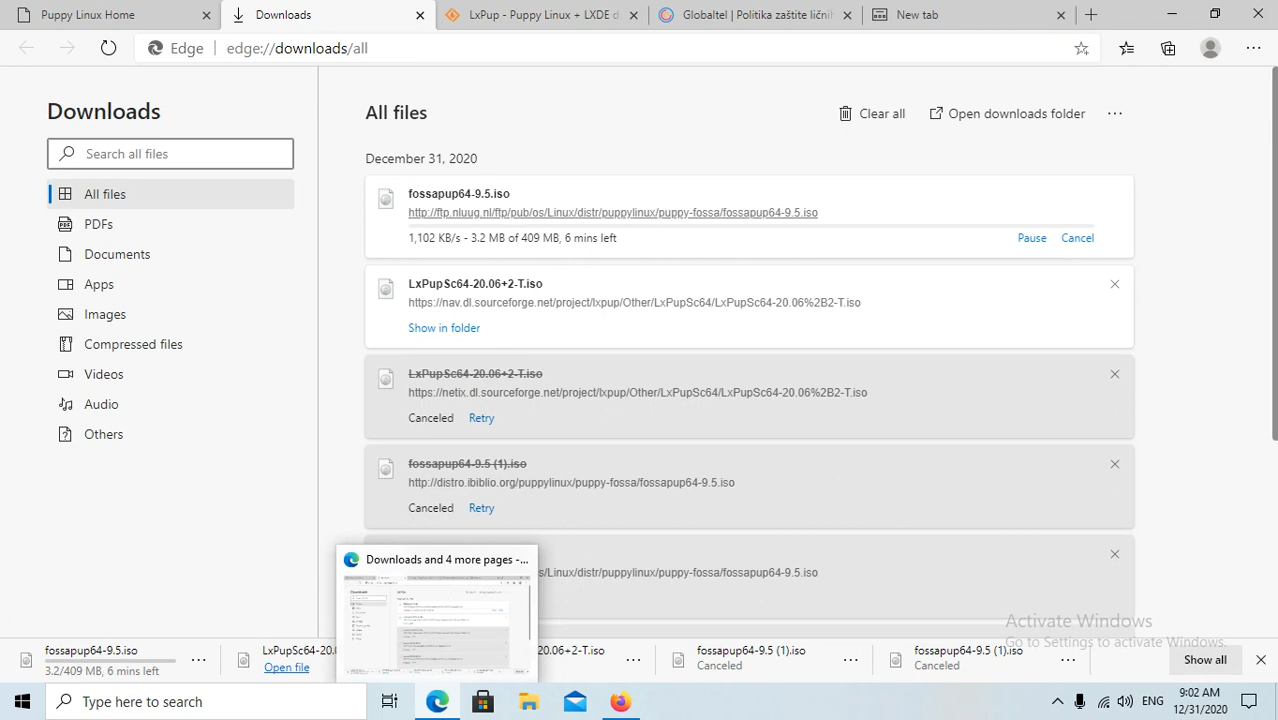 Puppy Linux Home
Downloads
LxPup - Puppy Linux + LXDE d
Globaltel | Politika zaštite ličnil
New tab
Edge
edge://downloads/all
Downloads
Search all files
All files
PDFs
Documents
Apps
Images
Compressed files
Videos
Audio
Others
All files
Clear all
Open downloads folder
December 31, 2020
fossapup64-9.5.iso
http://ftp.nluug.nl/ftp/pub/os/Linux/distr/puppylinux/puppy-fossa/fossapup64-9.5.iso
1,102 KB/s - 3.2 MB of 409 MB, 6 mins left
Pause
Cancel
LxPupSc64-20.06+2-T.iso
https://nav.dl.sourceforge.net/project/lxpup/Other/LxPupSc64/LxPupSc64-20.06%2B2-T.iso
Show in folder
LxPupSc64-20.06+2-T.iso
https://netix.dl.sourceforge.net/project/lxpup/Other/LxPupSc64/LxPupSc64-20.06%2B2-T.iso
Canceled
Retry
fossapup64-9.5 (1).iso
http://distro.ibiblio.org/puppylinux/puppy-fossa/fossapup64-9.5.iso
Canceled
Retry
s/Linux/distr/puppylinux/puppy-fossa/fossapup64-9.5.iso
Downloads and 4 more pages -...
Activate Windows
fossapup64-9.5.iso
3.2/409 MB, 6 mins left
LxPupSc64
Open file
0.06+2-T.iso
fossapup64-9.5 (1).iso
Canceled
fossapup64-9.5 (1).iso
Canceled
Show all
Type here to search
ENG
9:02 AM
12/31/2020